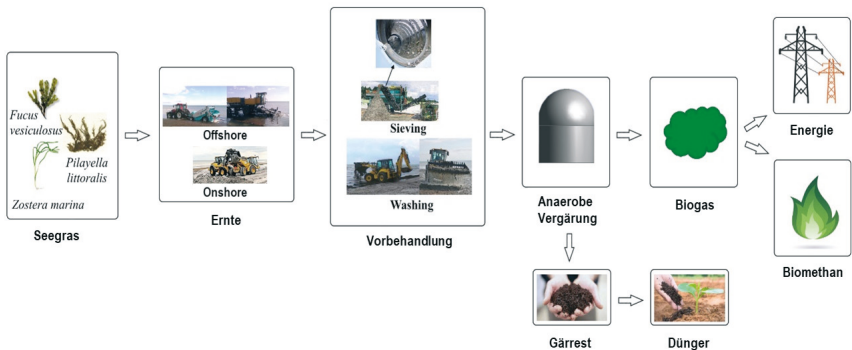 Fucus
vesiculosus
Pilayella
littoralis
Zostera marina
Seegras
Offshore
Onshore
Ernte
Sieving
Washing
Vorbehandlung
Anaerobe
Vergärung
Biogas
Energie
Biomethan
Gärrest
Dünger